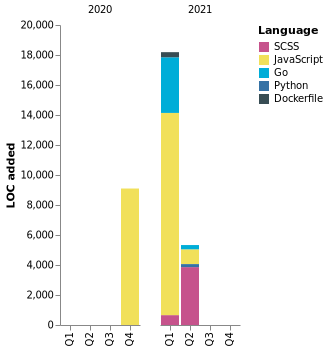 2020
2021
LOC added
20,000
18,000
16,000
14,000
12,000
10,000
8,000
6,000
4,000
2,000
0
Q1
Q2
Q3
Q4
Q1
Q2
Q3
Q4
Language
SCSS
JavaScript
Go
Python
Dockerfile